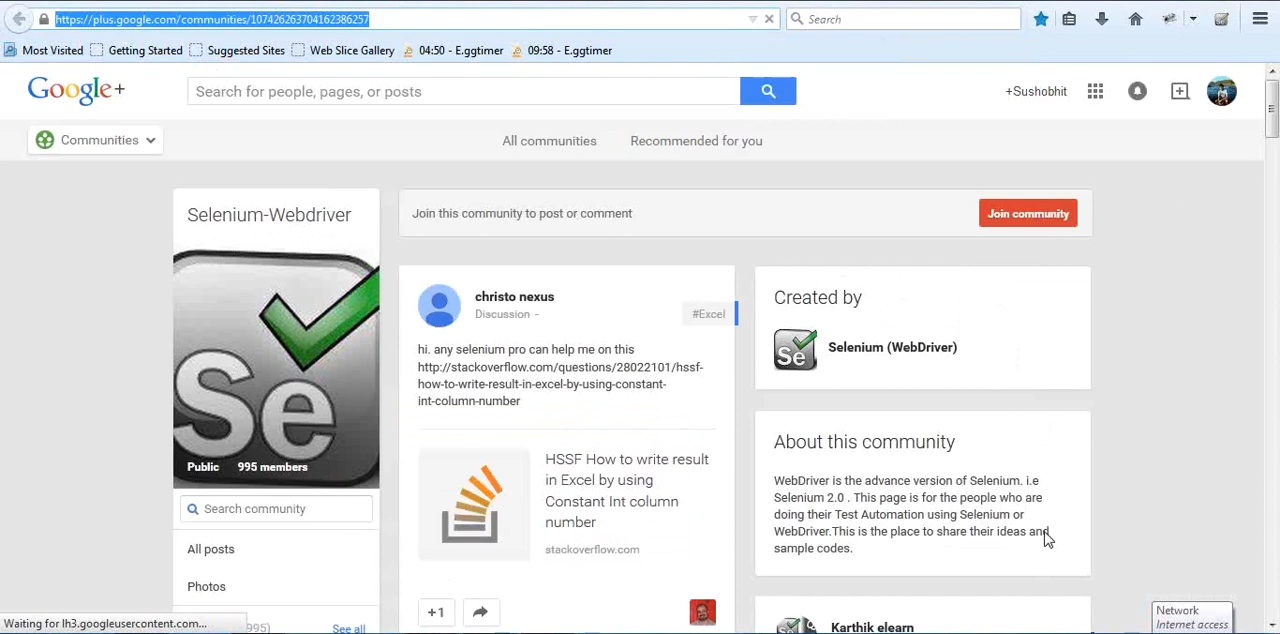 https://plus.google.com/communities/107426263704162386257
Search
Most Visited
Getting Started
Suggested Sites
Web Slice Gallery
04:50 - E.ggtimer
09:58 - E.ggtimer
Google+
Search for people, pages, or posts
+Sushobhit
Communities
All communities
Recommended for you
Selenium-Webdriver
Se
Public 995 members
Search community
All posts
Photos
995)
See all
Join this community to post or comment
Join community
christo nexus
Discussion -
#Excel
hi. any selenium pro can help me on this
http://stackoverflow.com/questions/28022101/hssf-
how-to-write-result-in-excel-by-using-constant-
int-column-number
HSSF How to write result
in Excel by using
Constant Int column
number
stackoverflow.com
+1
Created by
Se
Selenium (WebDriver)
About this community
WebDriver is the advance version of Selenium. i.e
Selenium 2.0 . This page is for the people who are
doing their Test Automation using Selenium or
WebDriver.This is the place to share their ideas and
sample codes.
Karthik elearn
Waiting for lh3.googleusercontent.com...
Network
Internet access